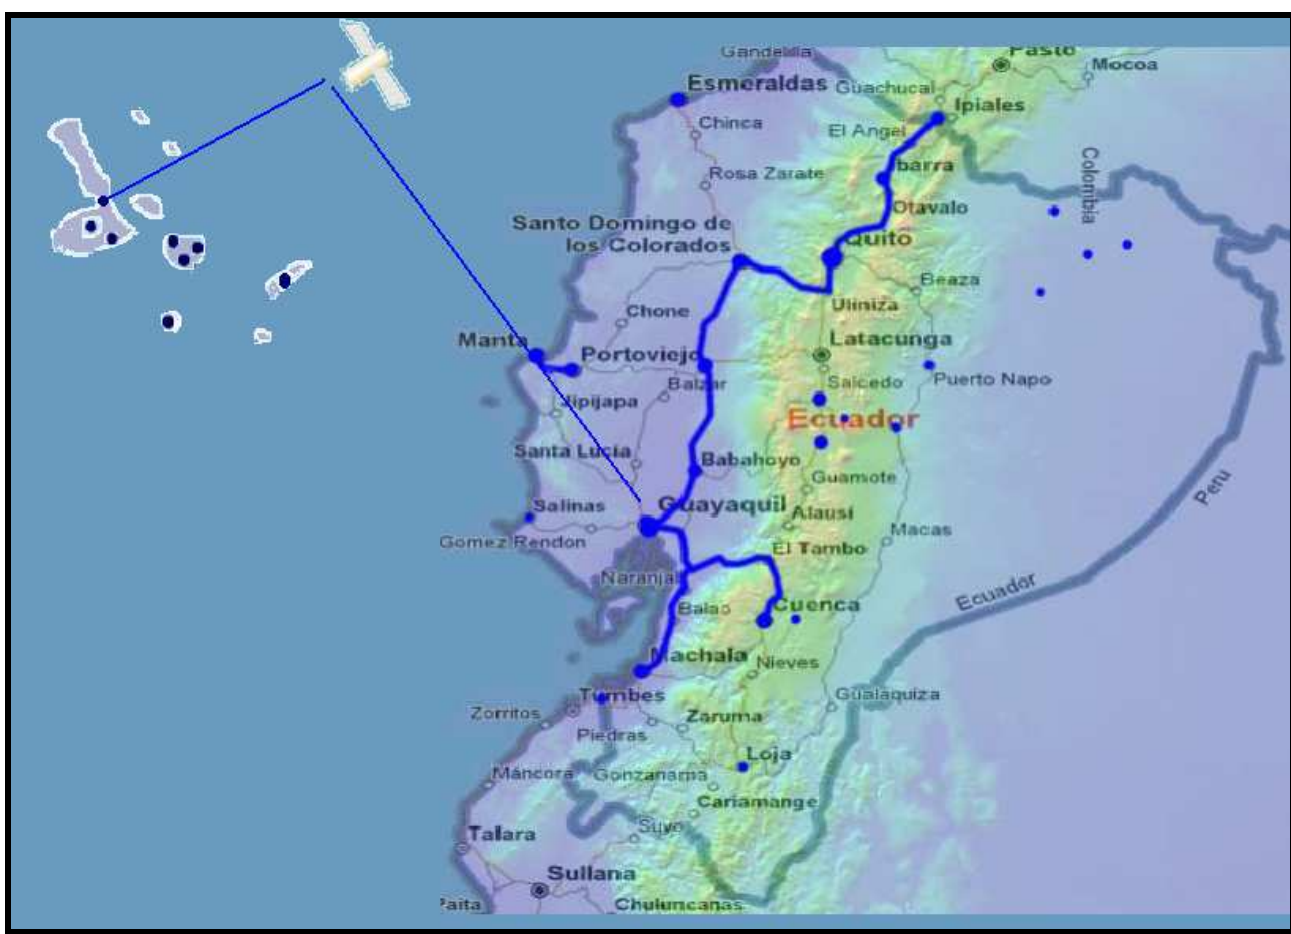 Gandelilla
Pasto
Mocoa
Esmeraldas
Guachucal
Ipiales
Chinca
El Angel
Rosa Zarate
Ibarra
Colombia
Otavalo
Santo Domingo de
los Colorados
Quito
Beaza
Uliniza
Chone
Manta
Latacunga
Portoviejo
Balzar
Salcedo
Puerto Napo
Jipijapa
Ecuador
Santa Lucia
Babahoyo
Guamote
Peru
Salinas
Guayaquil
Alausi
Macas
Gomez Rendon
El Tambo
Naranjal
Ecuador
Balao
Cuenca
Machala
Nieves
Tumbes
Gualaquiza
Zorritos
Zaruma
Piedras
Loja
Máncora
Gonzanama
Cariamange
Talara
Suyo
Sullana
Paita
Chulucanas